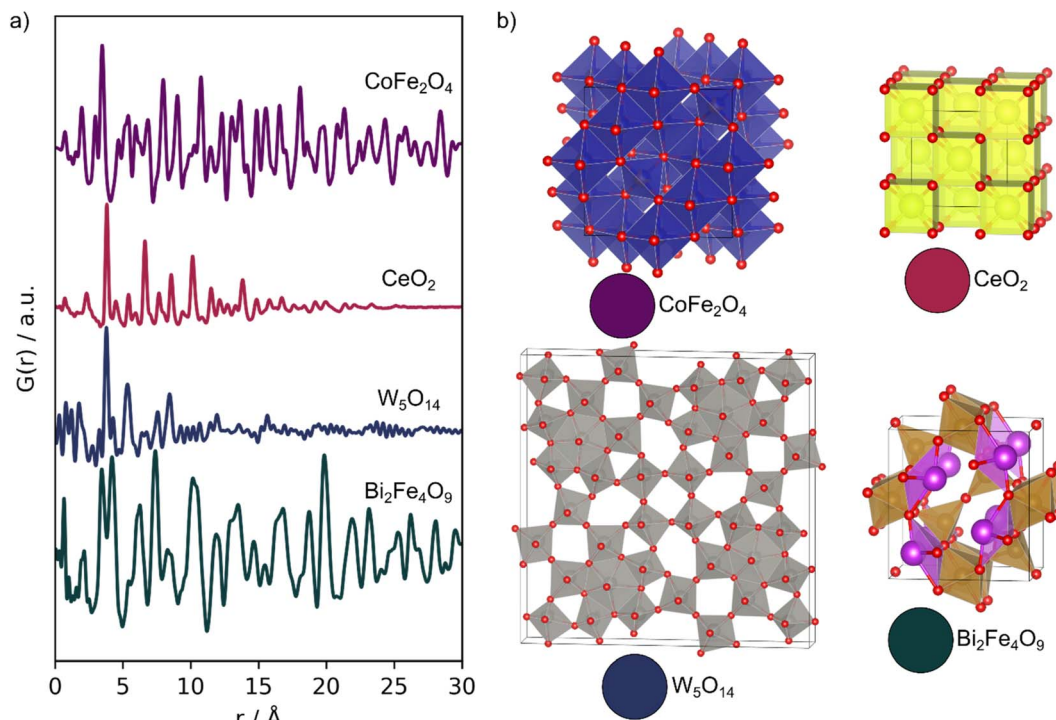 a)
b)
CoFe₂O₄
CeO₂
W₅O₁₄
Bi₂Fe₄O₉
G(r) / a.u.
0 5 10 15 20 25 30
r / Å
CoFe₂O₄
CeO₂
W₅O₁₄
Bi₂Fe₄O₉